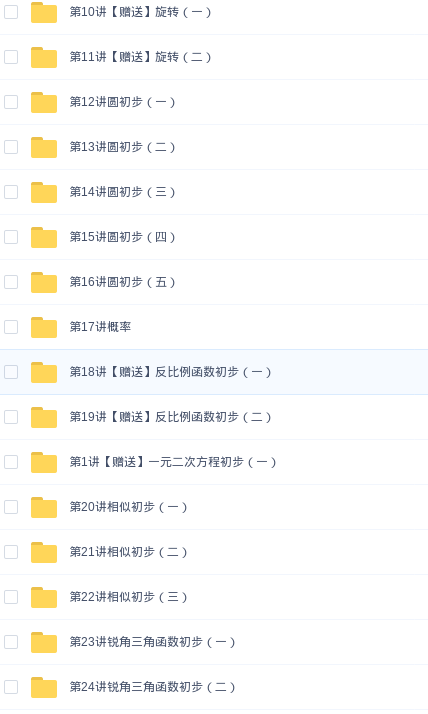 第10讲【赠送】旋转（一）
第11讲【赠送】旋转（二）
第12讲圆初步（一）
第13讲圆初步（二）
第14讲圆初步（三）
第15讲圆初步（四）
第16讲圆初步（五）
第17讲概率
第18讲【赠送】反比例函数初步（一）
第19讲【赠送】反比例函数初步（二）
第1讲【赠送】一元二次方程初步（一）
第20讲相似初步（一）
第21讲相似初步（二）
第22讲相似初步（三）
第23讲锐角三角函数初步（一）
第24讲锐角三角函数初步（二）